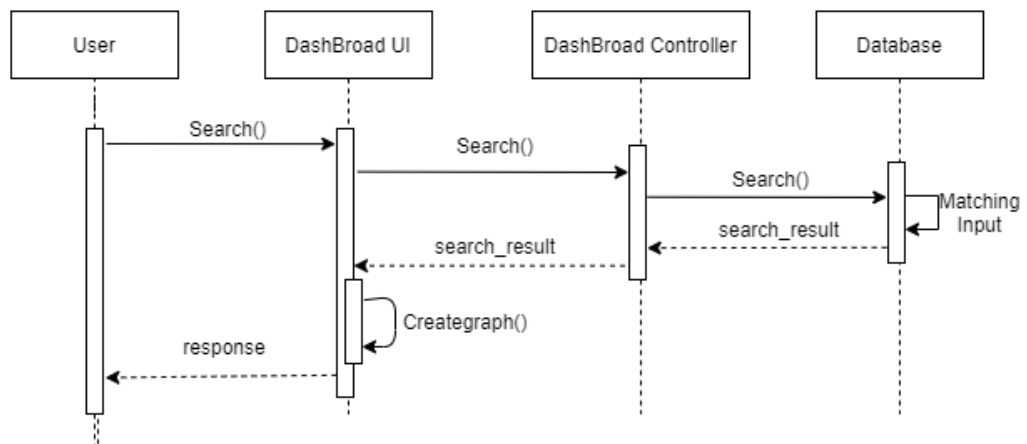 User
DashBroad UI
DashBroad Controller
Database
Search()
Search()
Search()
Matching
Input
search_result
search_result
Creategraph()
response